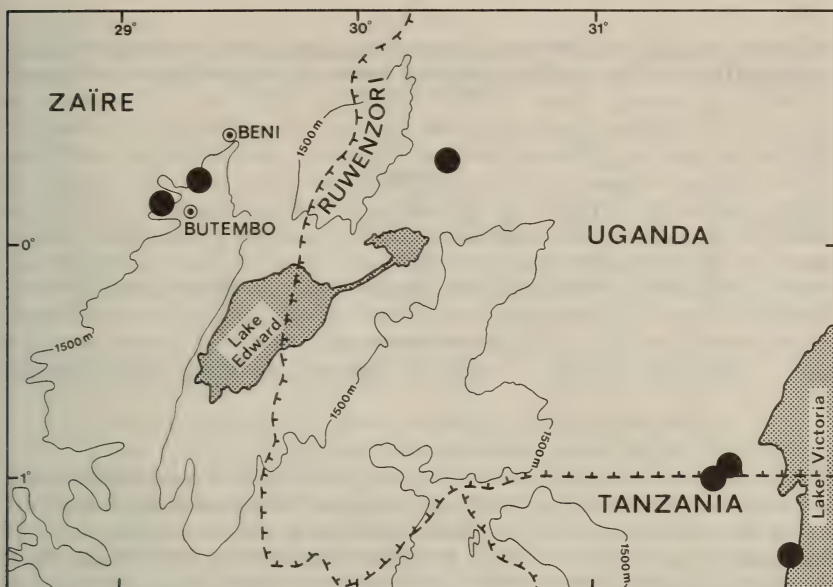 29°
30°
31°
ZAÏRE
BENI
1500m
RUWENZORI
BUTEMBO
0°
UGANDA
Lake
Edward
1500m
1500m
1500m
1°
TANZANIA
Lake Victoria
1500m